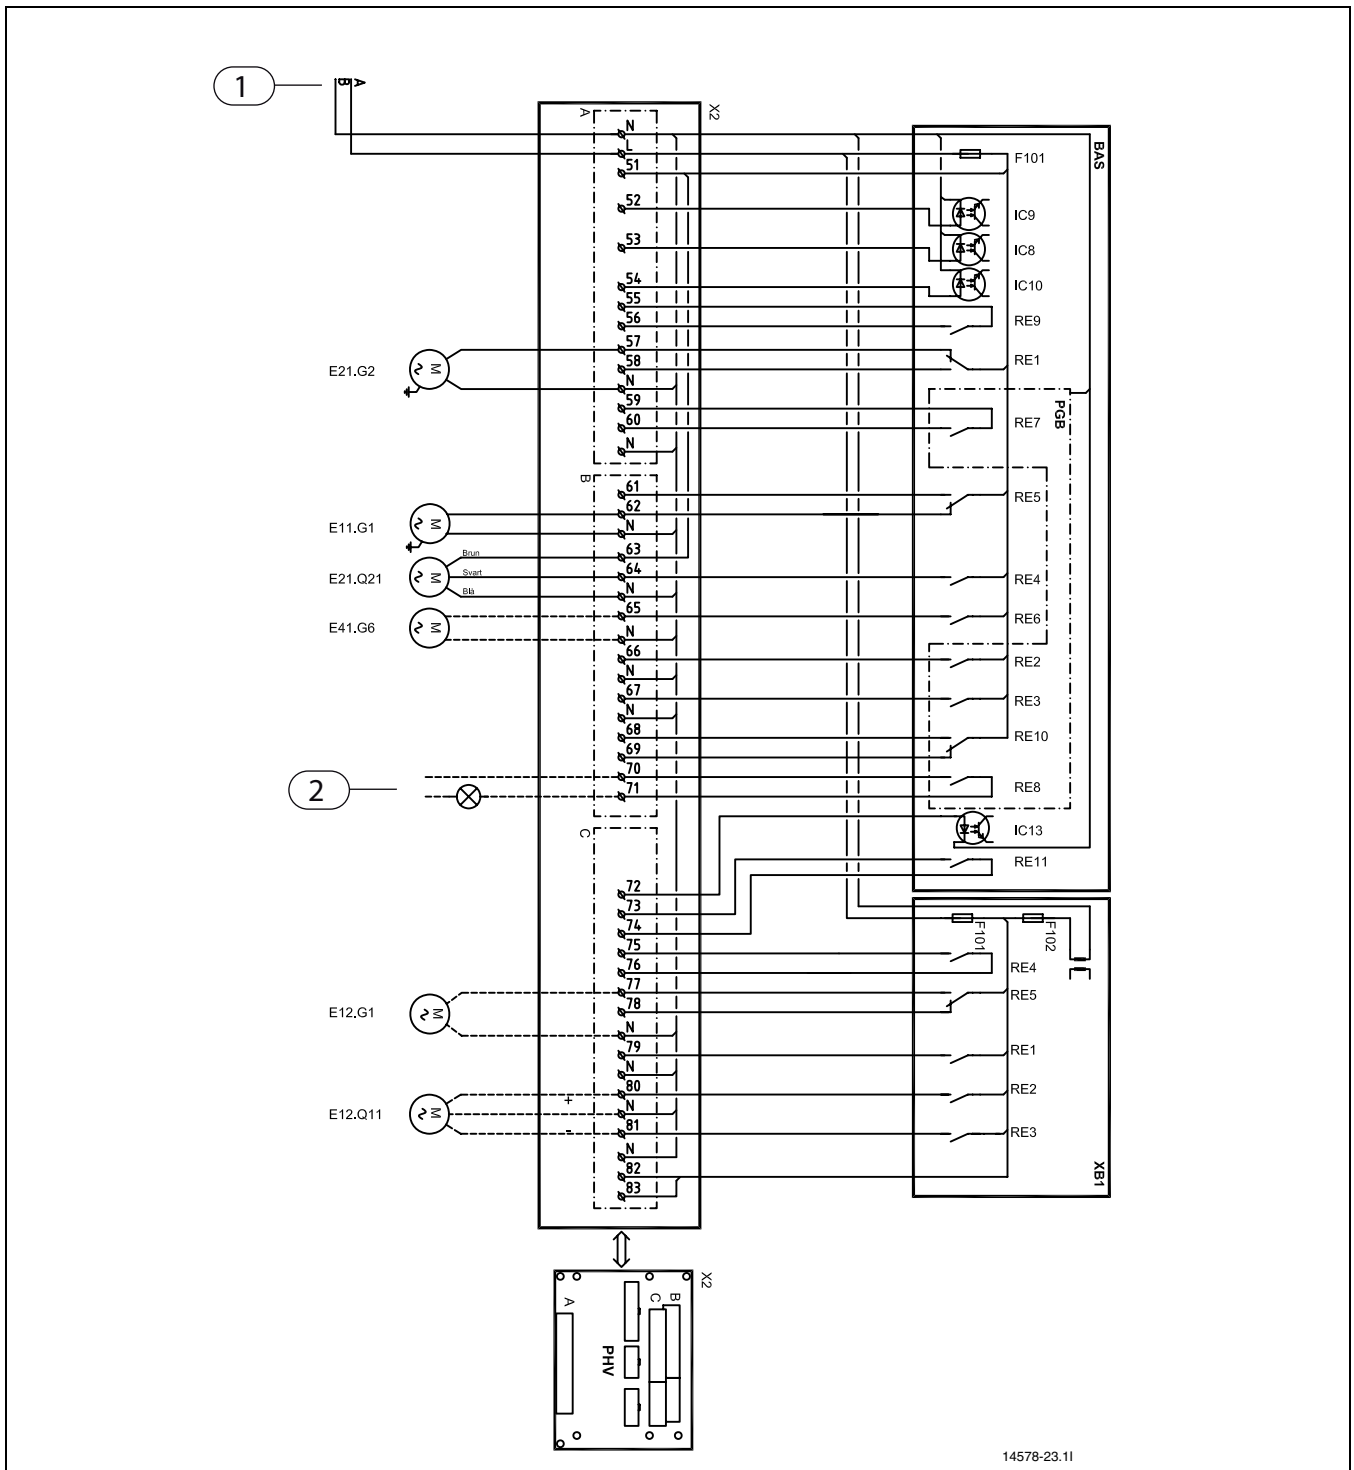 1
B
A
X2
A
N
L
51
52
53
54
55
56
57
58
N
59
60
N
B
61
62
N
63
64
N
65
N
66
N
67
N
68
69
70
71
C
72
73
74
75
76
77
78
N
79
N
80
N
81
N
82
83
E21.G2
M
E11.G1
M
E21.Q21
M
Brun
Svart
Blå
E41.G6
M
2
E12.G1
M
E12.Q11
M
+
-
BAS
F101
IC9
IC8
IC10
RE9
RE1
PGB
RE7
RE5
RE4
RE6
RE2
RE3
RE10
RE8
IC13
RE11
F101
F102
RE4
RE5
RE1
RE2
RE3
XB1
X2
A
C
B
PHV
14578-23.1I